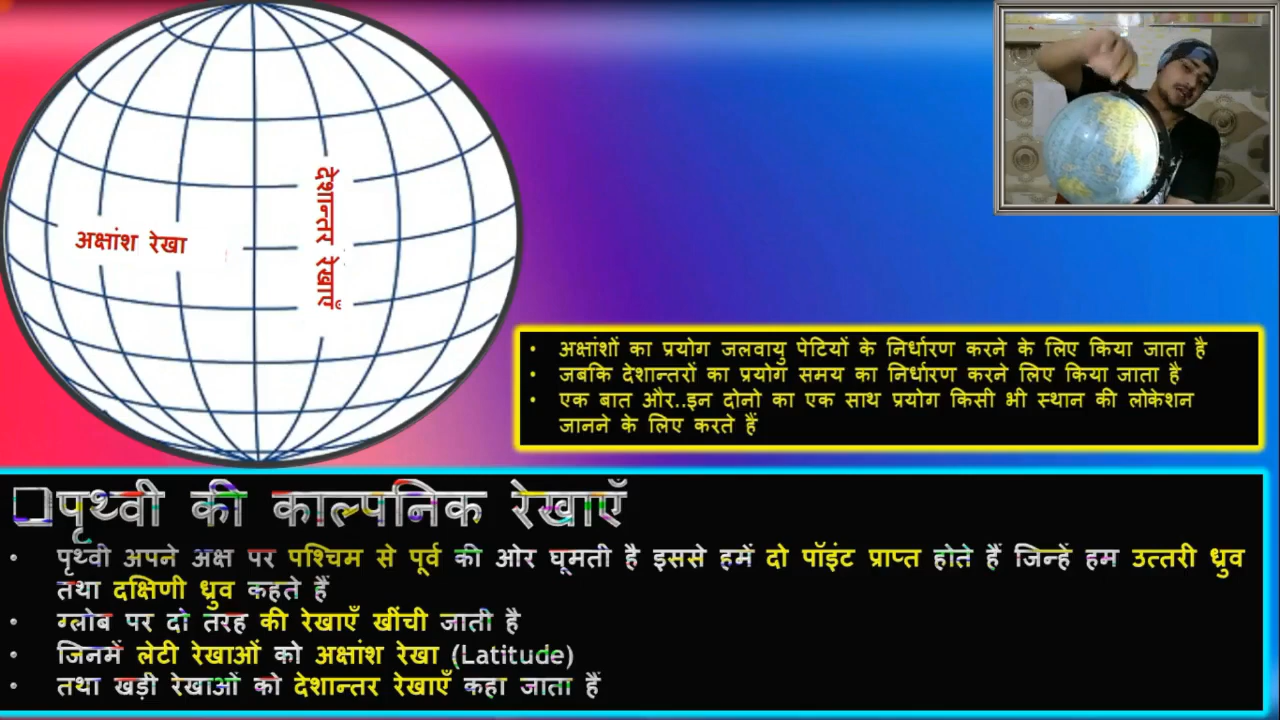 अक्षांश रेखा
देशान्तर रेखाएँ
• अक्षांशों का प्रयोग जलवायु पेटियों के निर्धारण करने के लिए किया जाता है
• जबकि देशान्तरों का प्रयोग समय का निर्धारण करने लिए किया जाता है
• एक बात और..इन दोनो का एक साथ प्रयोग किसी भी स्थान की लोकेशन
जानने के लिए करते हैं
❑पृथ्वी की काल्पनिक रेखाएँ
• पृथ्वी अपने अक्ष पर पश्चिम से पूर्व की ओर घूमती है इससे हमें दो पॉइंट प्राप्त होते हैं जिन्हें हम उत्तरी ध्रुव
तथा दक्षिणी ध्रुव कहते हैं
• ग्लोब पर दो तरह की रेखाएँ खींची जाती है
• जिनमें लेटी रेखाओं को अक्षांश रेखा (Latitude)
• तथा खड़ी रेखाओं को देशान्तर रेखाएँ कहा जाता हैं